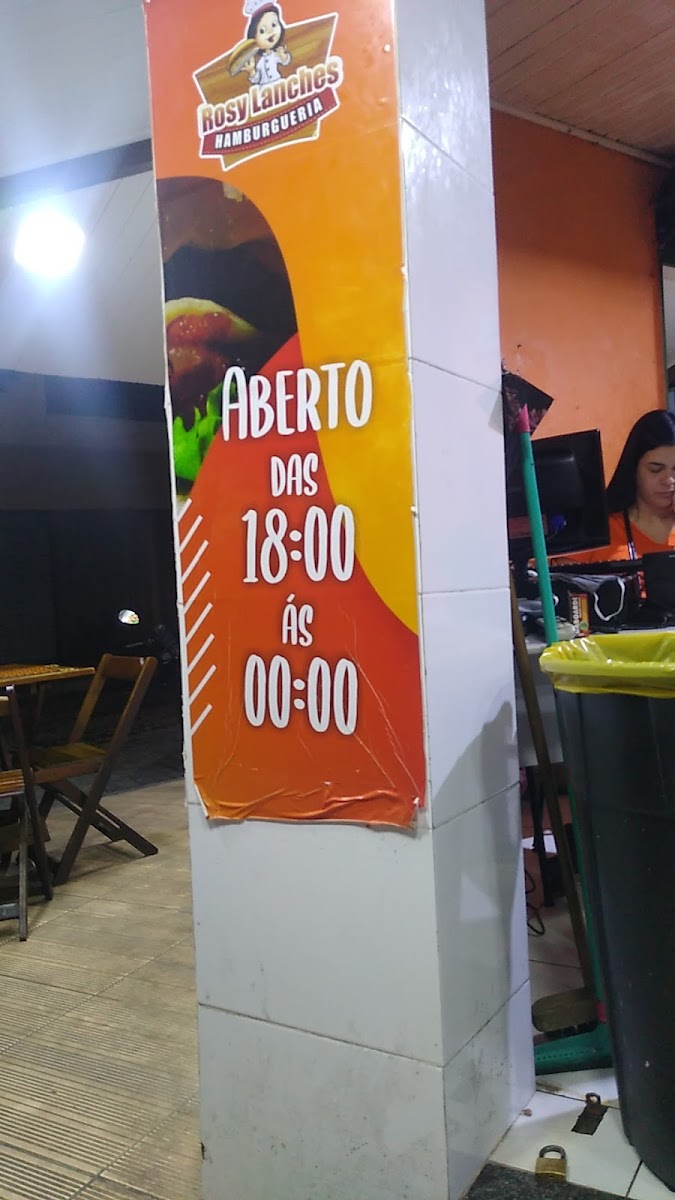 Rosy Lanches
HAMBURGUERIA
ABERTO
DAS
18:00
ÁS
00:00